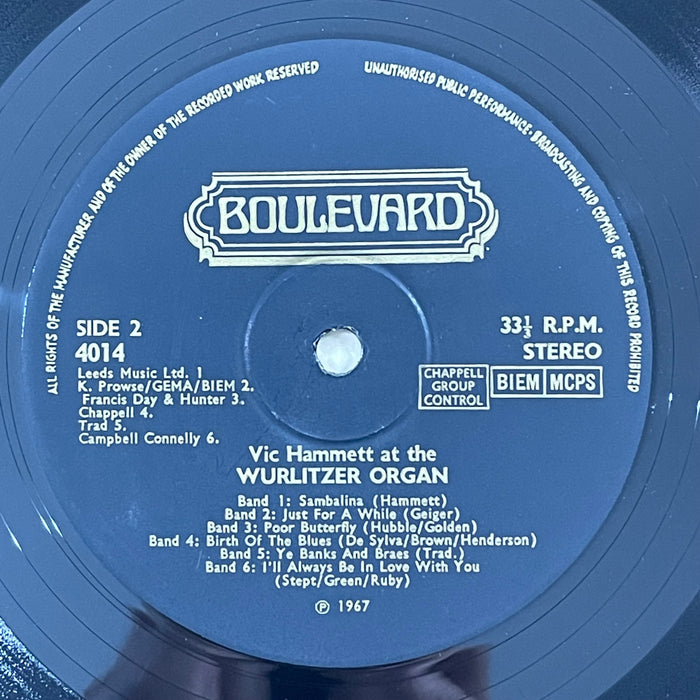 ALL RIGHTS OF THE MANUFACTURER AND OF THE OWNER OF THE RECORDED WORK RESERVED
UNAUTHORISED PUBLIC PERFORMANCE · BROADCASTING AND COPYING OF THIS RECORD PROHIBITED
BOULEVARD
SIDE 2
4014
Leeds Music Ltd. 1
K. Prowse/GEMA/BIEM 2.
Francis Day & Hunter 3.
Chappell 4.
Trad 5.
Campbell Connelly 6.
33⅓ R.P.M.
STEREO
CHAPPELL
GROUP
CONTROL
BIEM MCPS
Vic Hammett at the
WURLITZER ORGAN
Band 1: Sambalina (Hammett)
Band 2: Just For A While (Geiger)
Band 3: Poor Butterfly (Hubble/Golden)
Band 4: Birth Of The Blues (De Sylva/Brown/Henderson)
Band 5: Ye Banks And Braes (Trad.)
Band 6: I'll Always Be In Love With You
(Stept/Green/Ruby)
℗ 1967